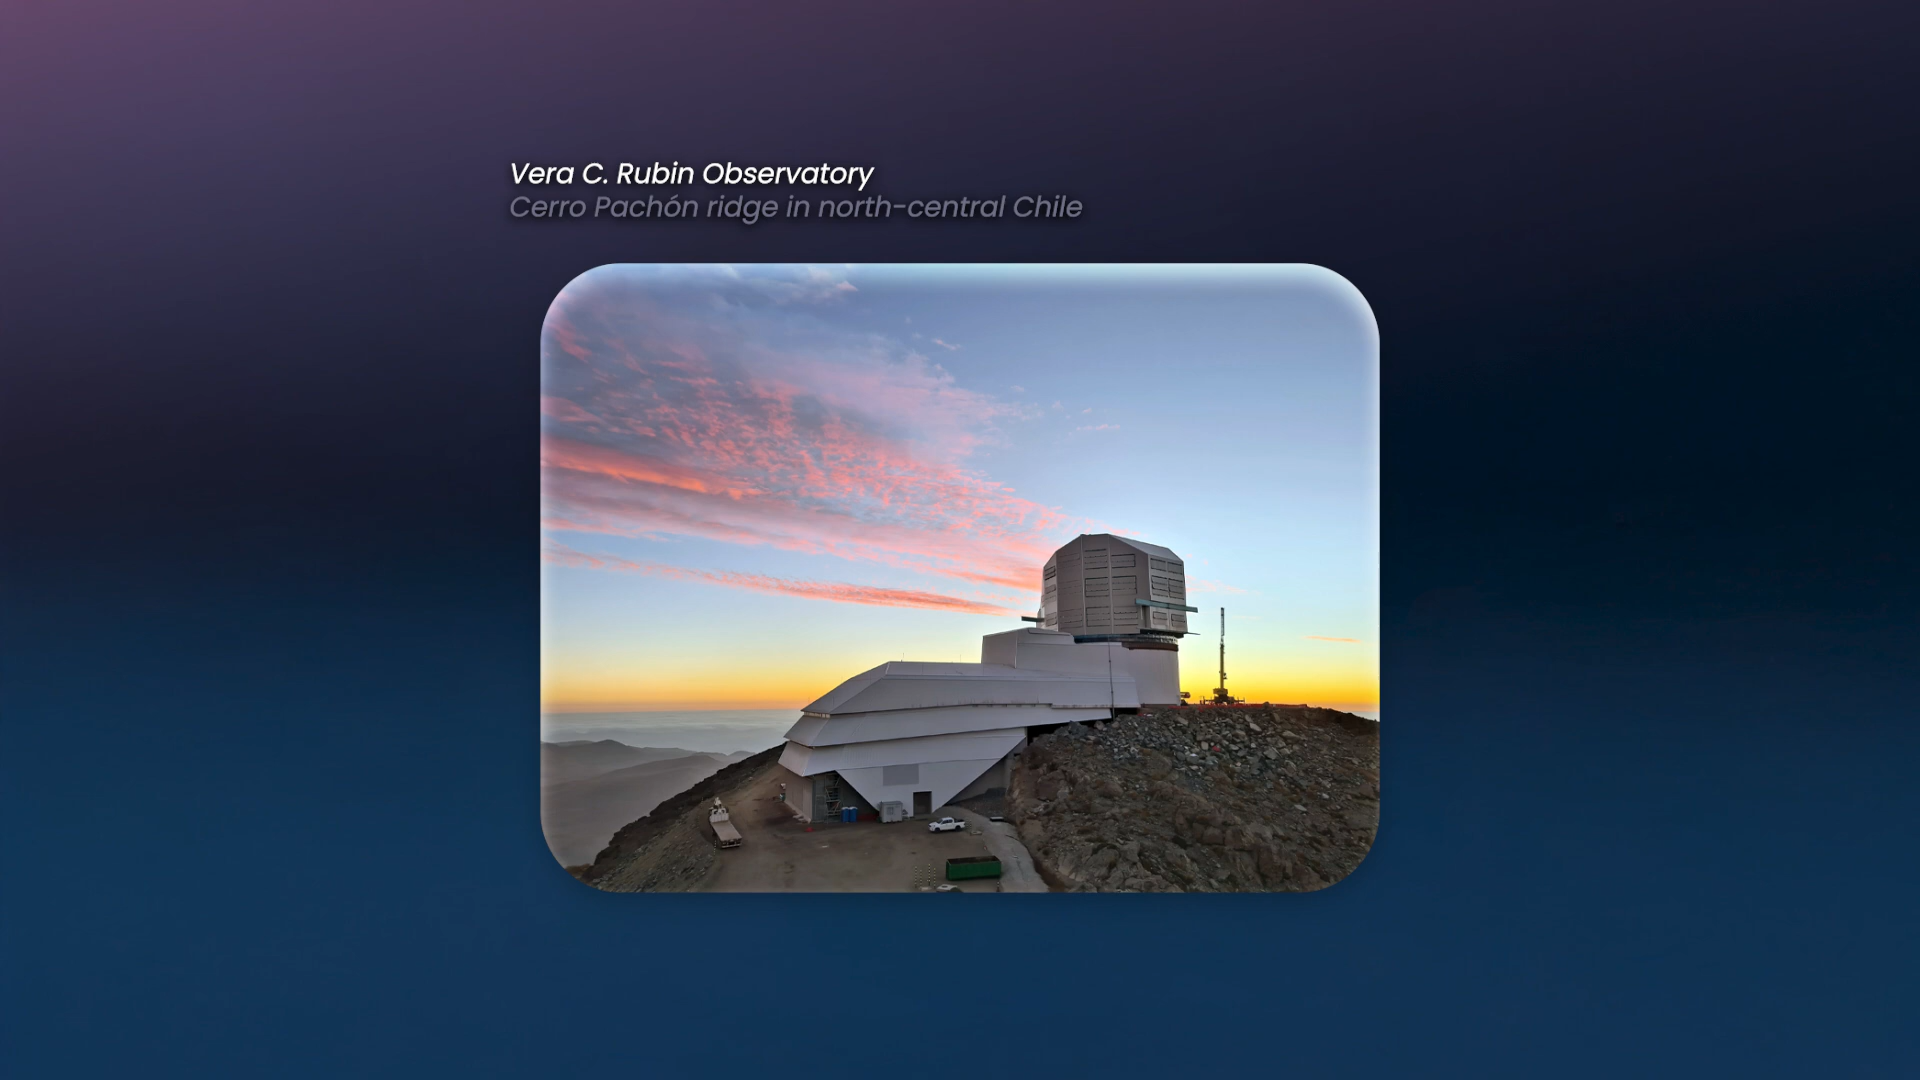 Vera C. Rubin Observatory
Cerro Pachón ridge in north-central Chile